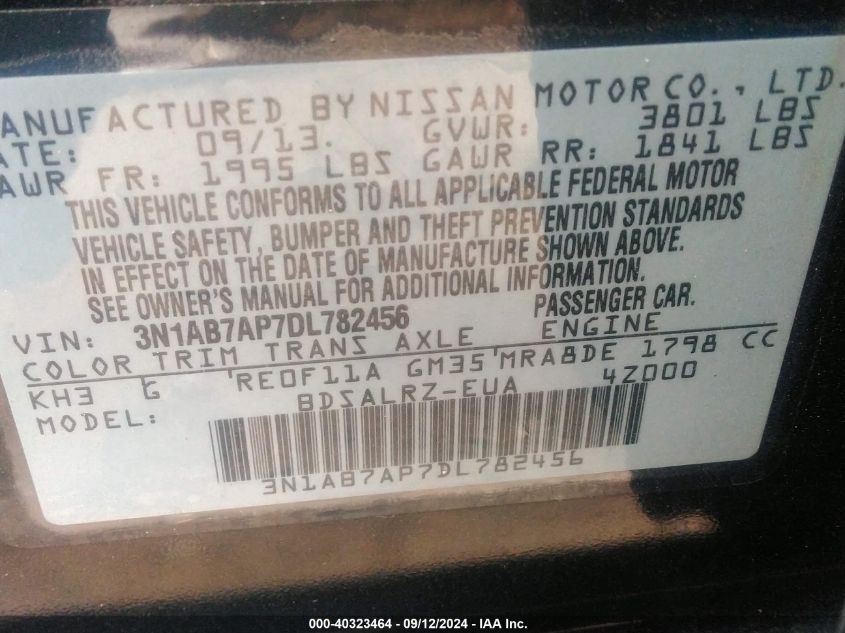 ANUFACTURED BY NISSAN MOTOR CO., LTD.
ATE: 09/13. GVWR: 3801 LBS
AWR FR: 1995 LBS GAWR RR: 1841 LBS
THIS VEHICLE CONFORMS TO ALL APPLICABLE FEDERAL MOTOR
VEHICLE SAFETY, BUMPER AND THEFT PREVENTION STANDARDS
IN EFFECT ON THE DATE OF MANUFACTURE SHOWN ABOVE.
SEE OWNER'S MANUAL FOR ADDITIONAL INFORMATION.
VIN: 3N1AB7AP7DL782456 PASSENGER CAR.
COLOR TRIM TRANS AXLE ENGINE
KH3 G RE0F11A GM35 MRA8DE 1798 CC
MODEL: BDSALRZ-EUA 4Z000
3N1AB7AP7DL782456
000-40323464 - 09/12/2024 - IAA Inc.